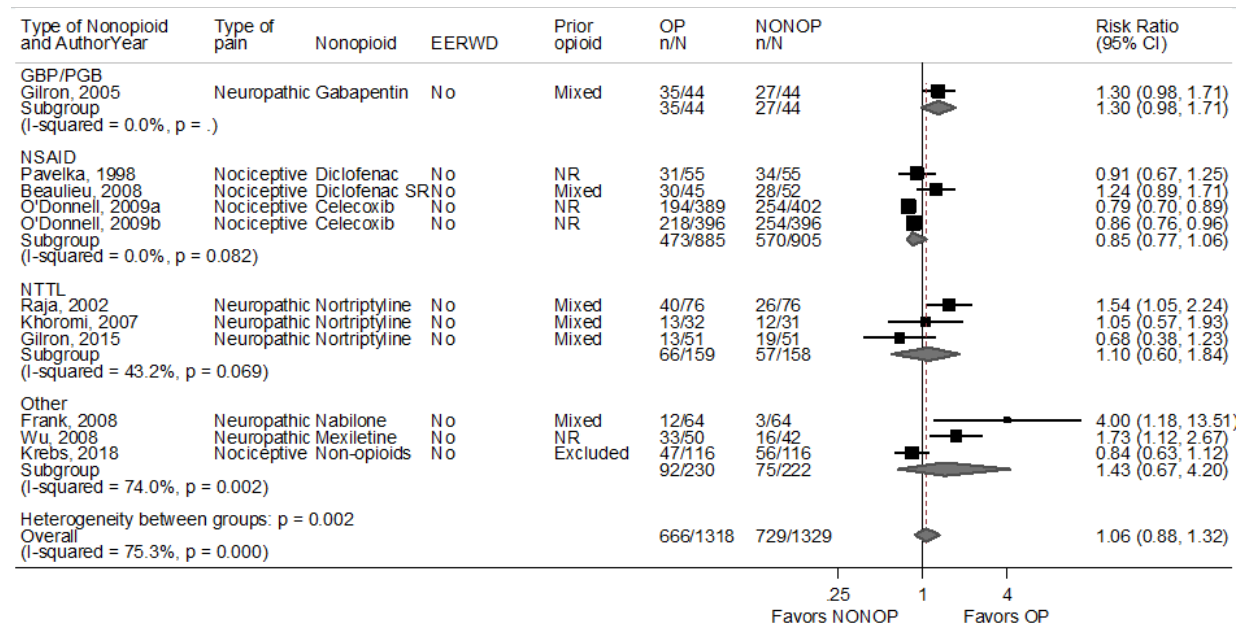 Type of Nonopioid Type of Prior OP NONOP Risk Ratio
and AuthorYear pain Nonopioid EERWD opioid n/N n/N (95% CI)
GBP/PGB
Gilron, 2005 Neuropathic Gabapentin No Mixed 35/44 27/44 1.30 (0.98, 1.71)
Subgroup 35/44 27/44 1.30 (0.98, 1.71)
(I-squared = 0.0%, p = .)
NSAID
Pavelka, 1998 Nociceptive Diclofenac No NR 31/55 34/55 0.91 (0.67, 1.25)
Beaulieu, 2008 Nociceptive Diclofenac SR No Mixed 30/45 28/52 1.24 (0.89, 1.71)
O'Donnell, 2009a Nociceptive Celecoxib No NR 194/389 254/402 0.79 (0.70, 0.89)
O'Donnell, 2009b Nociceptive Celecoxib No NR 218/396 254/396 0.86 (0.76, 0.96)
Subgroup 473/885 570/905 0.85 (0.77, 1.06)
(I-squared = 0.0%, p = 0.082)
NTTL
Raja, 2002 Neuropathic Nortriptyline No Mixed 40/76 26/76 1.54 (1.05, 2.24)
Khoromi, 2007 Neuropathic Nortriptyline No Mixed 13/32 12/31 1.05 (0.57, 1.93)
Gilron, 2015 Neuropathic Nortriptyline No Mixed 13/51 19/51 0.68 (0.38, 1.23)
Subgroup 66/159 57/158 1.10 (0.60, 1.84)
(I-squared = 43.2%, p = 0.069)
Other
Frank, 2008 Neuropathic Nabilone No Mixed 12/64 3/64 4.00 (1.18, 13.51)
Wu, 2008 Neuropathic Mexiletine No NR 33/50 16/42 1.73 (1.12, 2.67)
Krebs, 2018 Nociceptive Non-opioids No Excluded 47/116 56/116 0.84 (0.63, 1.12)
Subgroup 92/230 75/222 1.43 (0.67, 4.20)
(I-squared = 74.0%, p = 0.002)
Heterogeneity between groups: p = 0.002
Overall 666/1318 729/1329 1.06 (0.88, 1.32)
(I-squared = 75.3%, p = 0.000)
.25 1 4
Favors NONOP Favors OP